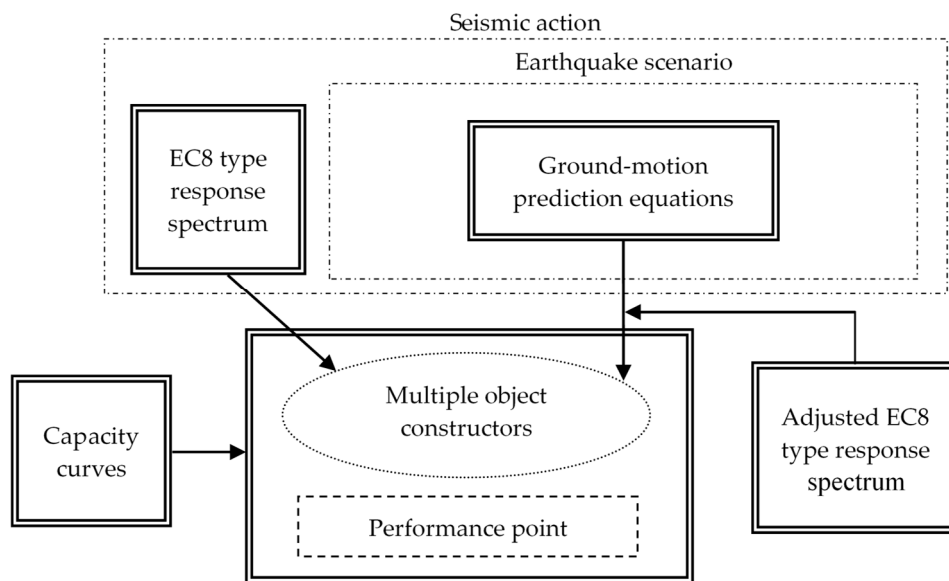 Seismic action
Earthquake scenario
EC8 type
response
spectrum
Ground-motion
prediction equations
Multiple object
constructors
Capacity
curves
Adjusted EC8
type response
spectrum
Performance point